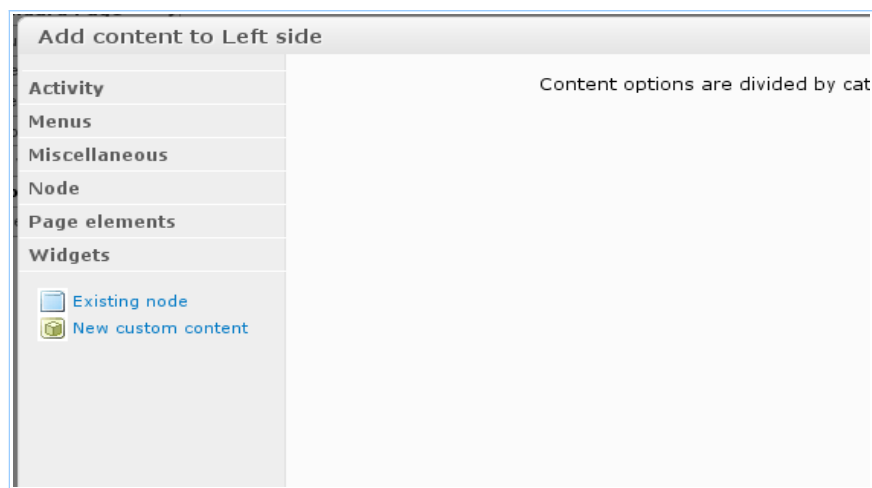 Add content to Left side
Content options are divided by cat
Activity
Menus
Miscellaneous
Node
Page elements
Widgets
Existing node
New custom content